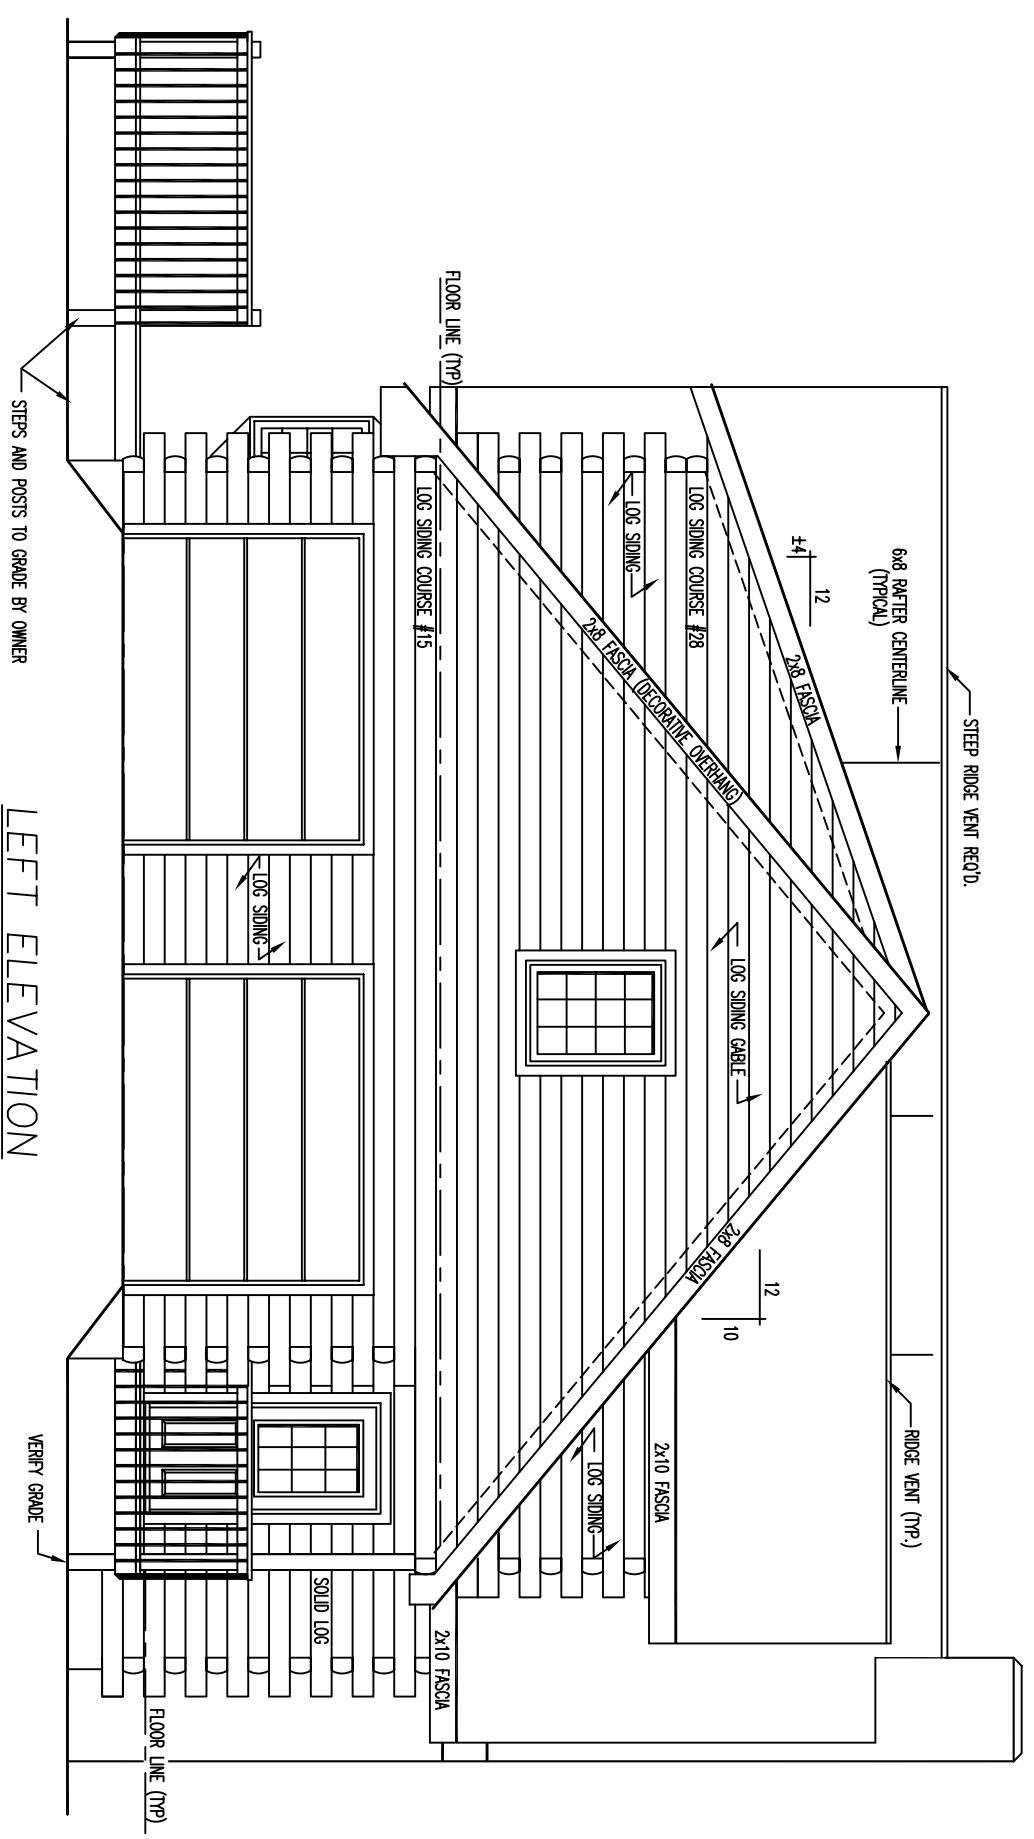 STEEP RIDGE VENT REQ'D.
6x8 RAFTER CENTERLINE
(TYPICAL)
RIDGE VENT (TYP.)
12
±4
2x8 FASCIA
12
10
2x8 FASCIA
LOG SIDING GABLE
LOG SIDING COURSE #28
LOG SIDING
2x8 FASCIA (DECORATIVE OVERHANG)
2x10 FASCIA
LOG SIDING
FLOOR LINE (TYP)
LOG SIDING COURSE #15
2x10 FASCIA
SOLID LOG
LOG SIDING
FLOOR LINE (TYP)
STEPS AND POSTS TO GRADE BY OWNER
VERIFY GRADE
LEFT ELEVATION